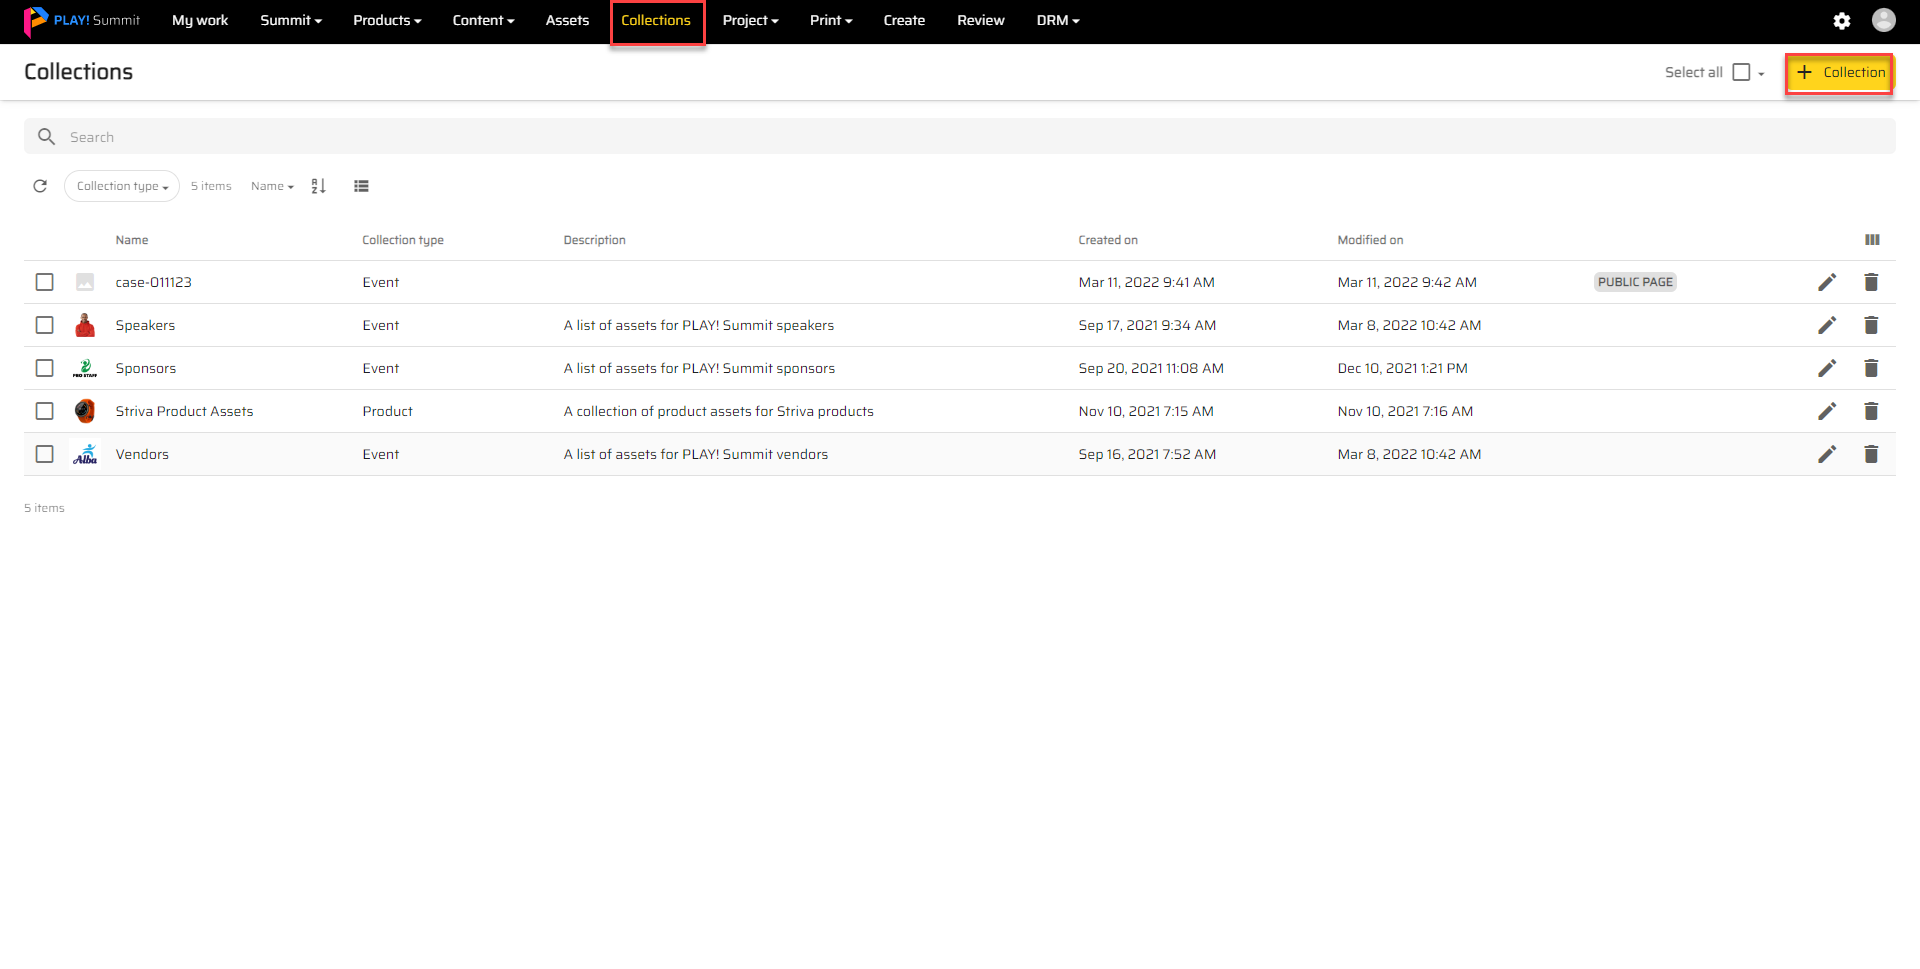 PLAY! Summit My work Summit Products Content Assets Collections Project Print Create Review DRM
Collections Select all + Collection
Search
Collection type 5 items Name A Z
Name Collection type Description Created on Modified on
case-011123 Event Mar 11, 2022 9:41 AM Mar 11, 2022 9:42 AM PUBLIC PAGE
Speakers Event A list of assets for PLAY! Summit speakers Sep 17, 2021 9:34 AM Mar 8, 2022 10:42 AM
PRO STAFF Sponsors Event A list of assets for PLAY! Summit sponsors Sep 20, 2021 11:08 AM Dec 10, 2021 1:21 PM
Striva Product Assets Product A collection of product assets for Striva products Nov 10, 2021 7:15 AM Nov 10, 2021 7:16 AM
Alba Vendors Event A list of assets for PLAY! Summit vendors Sep 16, 2021 7:52 AM Mar 8, 2022 10:42 AM
5 items